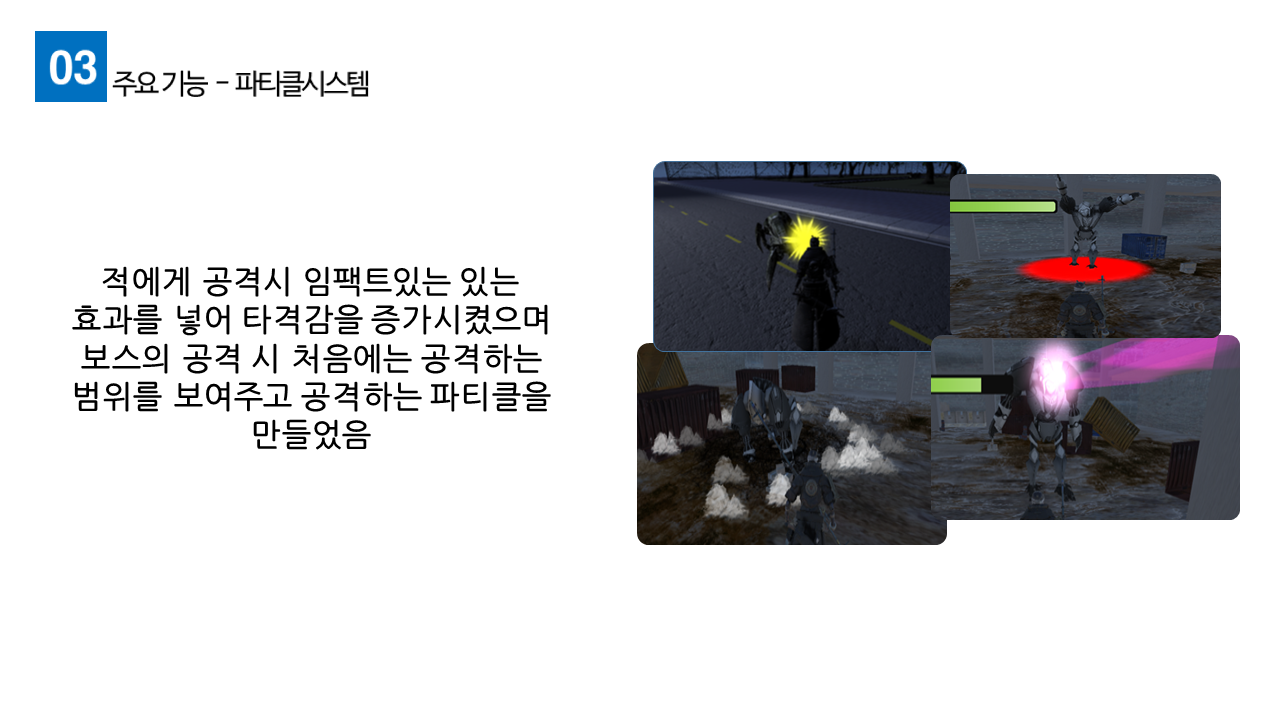 03
주요 기능 - 파티클시스템
적에게 공격시 임팩트있는 있는
효과를 넣어 타격감을 증가시켰으며
보스의 공격 시 처음에는 공격하는
범위를 보여주고 공격하는 파티클을
만들었음